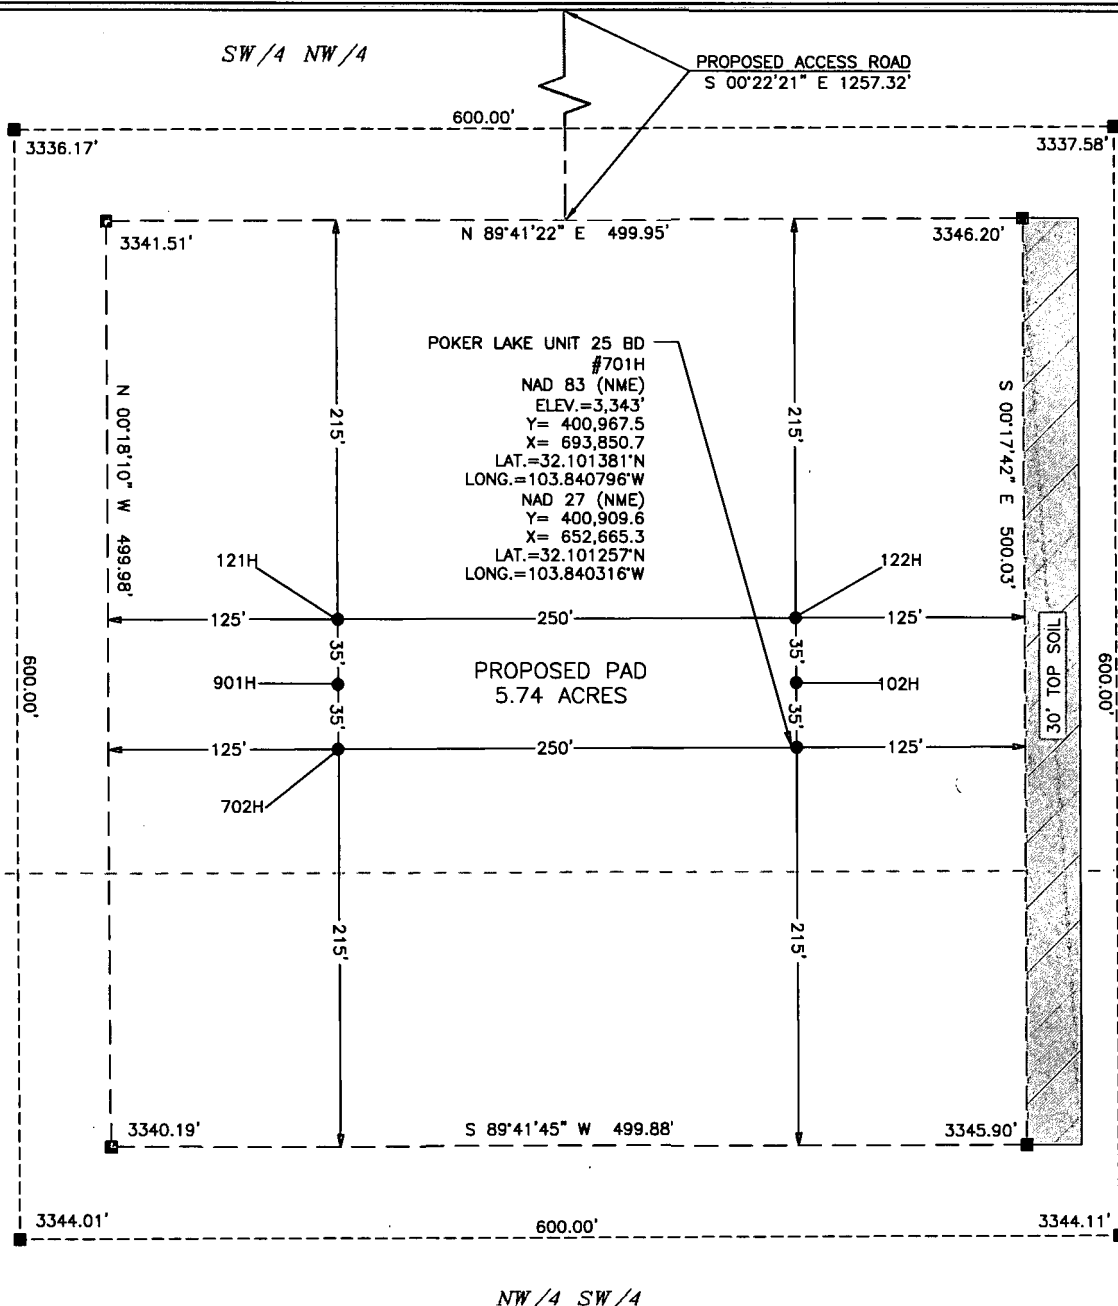 SW/4 NW/4
PROPOSED ACCESS ROAD
S 00°22'21" E 1257.32'
600.00'
3336.17'
3337.58'
N 89°41'22" E 499.95'
3341.51'
3346.20'
POKER LAKE UNIT 25 BD
#701H
NAD 83 (NME)
ELEV.=3,343'
Y= 400,967.5
X= 693,850.7
LAT.=32.101381°N
LONG.=103.840796°W
NAD 27 (NME)
Y= 400,909.6
X= 652,665.3
LAT.=32.101257°N
LONG.=103.840316°W
N 00°18'10" W 499.98'
215'
215'
S 00°17'42" E 500.03'
121H
122H
125'
250'
125'
35'
35'
901H
PROPOSED PAD
5.74 ACRES
102H
35'
35'
600.00'
30' TOP SOIL
600.00'
125'
250'
125'
702H
215'
215'
3340.19'
S 89°41'45" W 499.88'
3345.90'
3344.01'
600.00'
3344.11'
NW/4 SW/4